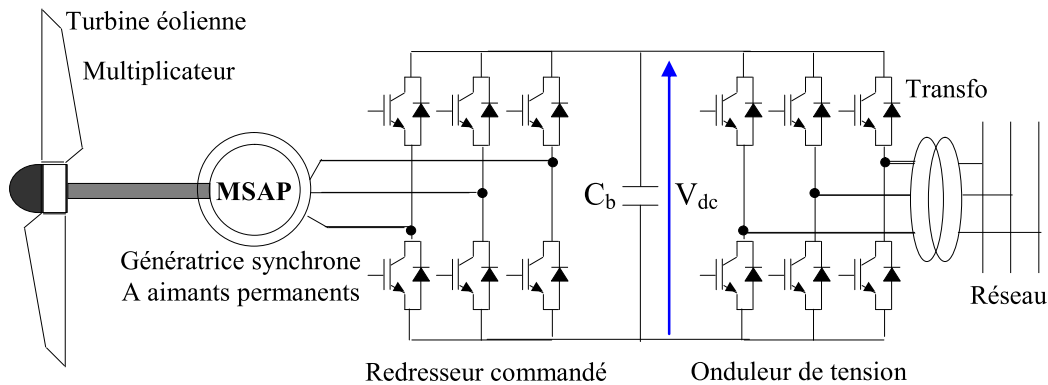 Turbine éolienne
Multiplicateur
Transfo
MSAP
Cb
Vdc
Génératrice synchrone
A aimants permanents
Réseau
Redresseur commandé
Onduleur de tension